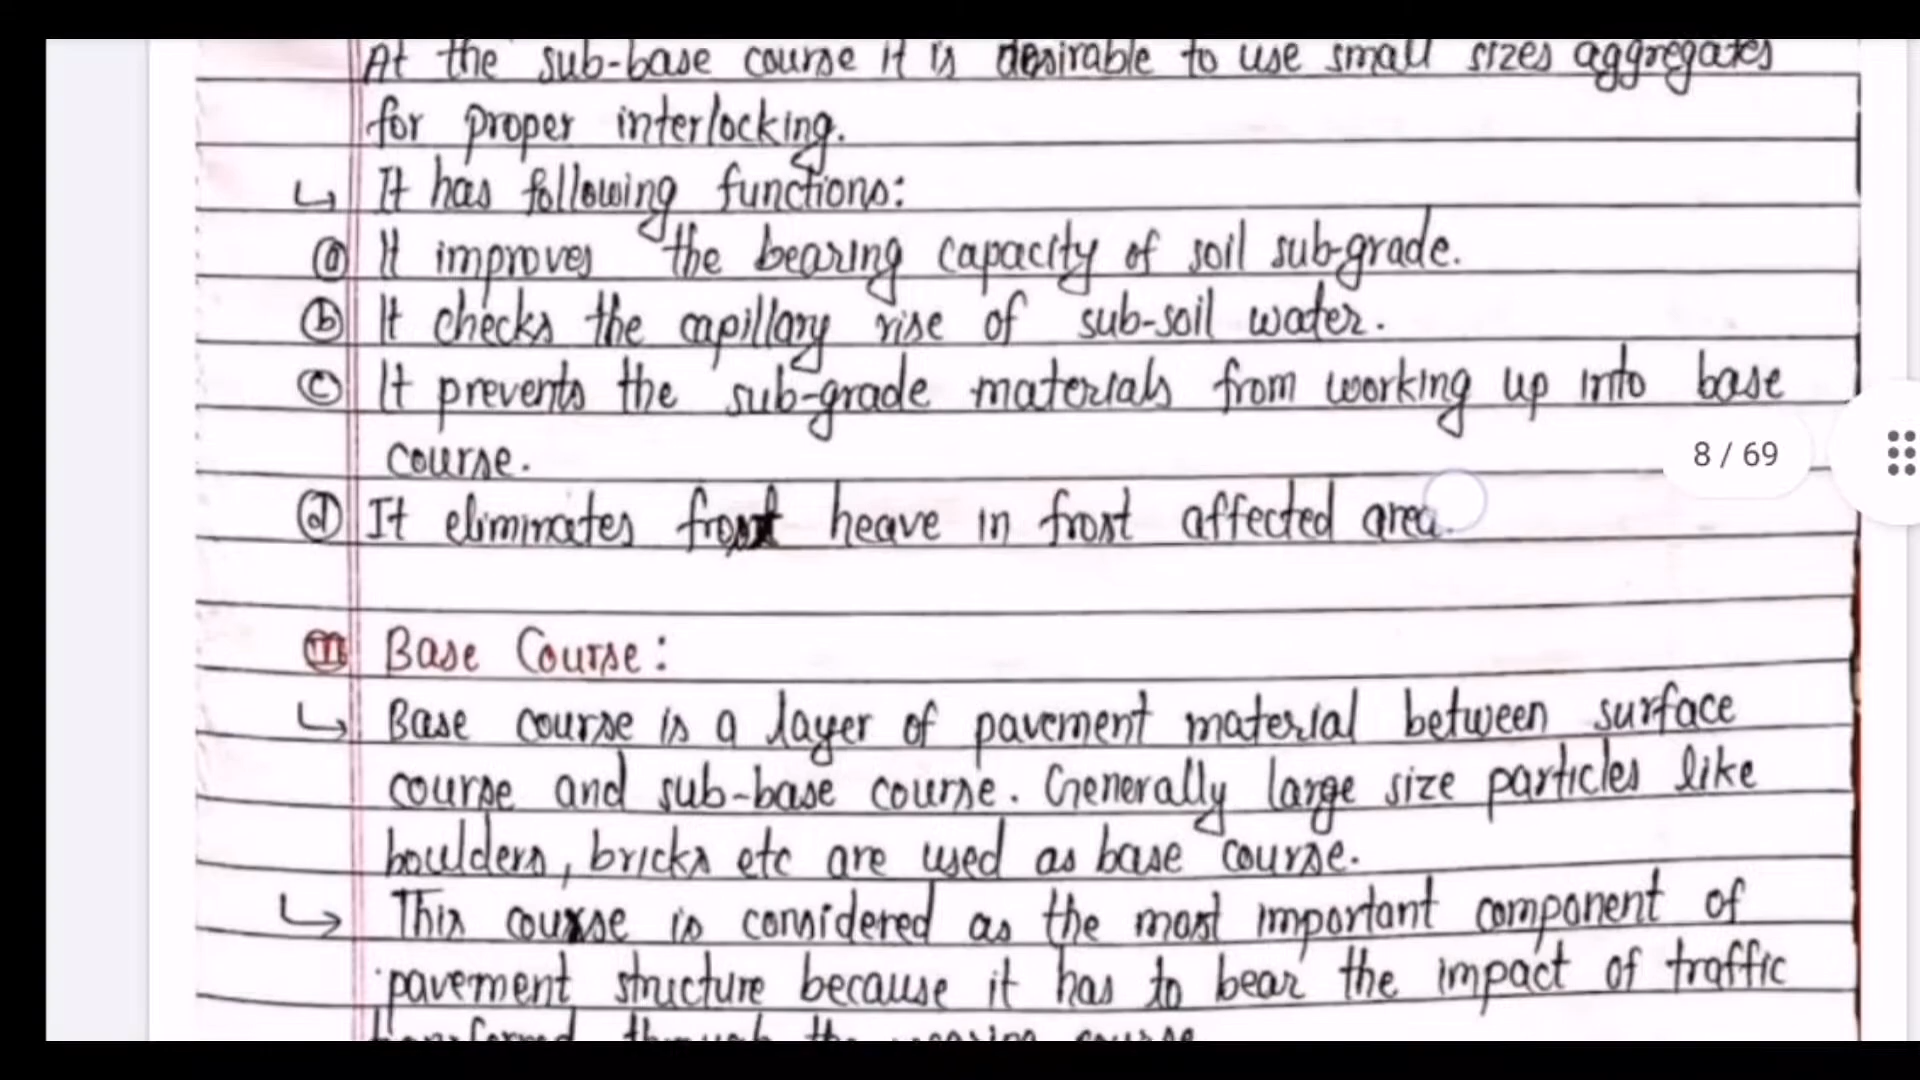 At the sub-base course it is desirable to use small sizes aggregates
for proper interlocking.
↳ It has following functions:
ⓐ It improves the bearing capacity of soil sub-grade.
ⓑ It checks the capillary rise of sub-soil water.
ⓒ It prevents the sub-grade materials from working up into base
course.
8 / 69
ⓓ It eliminates frost heave in frost affected area.
Base Course:
↳ Base course is a layer of pavement material between surface
course and sub-base course. Generally large size particles like
boulders, bricks etc are used as base course.
↳ This course is considered as the most important component of
pavement structure because it has to bear the impact of traffic
through the wearing course